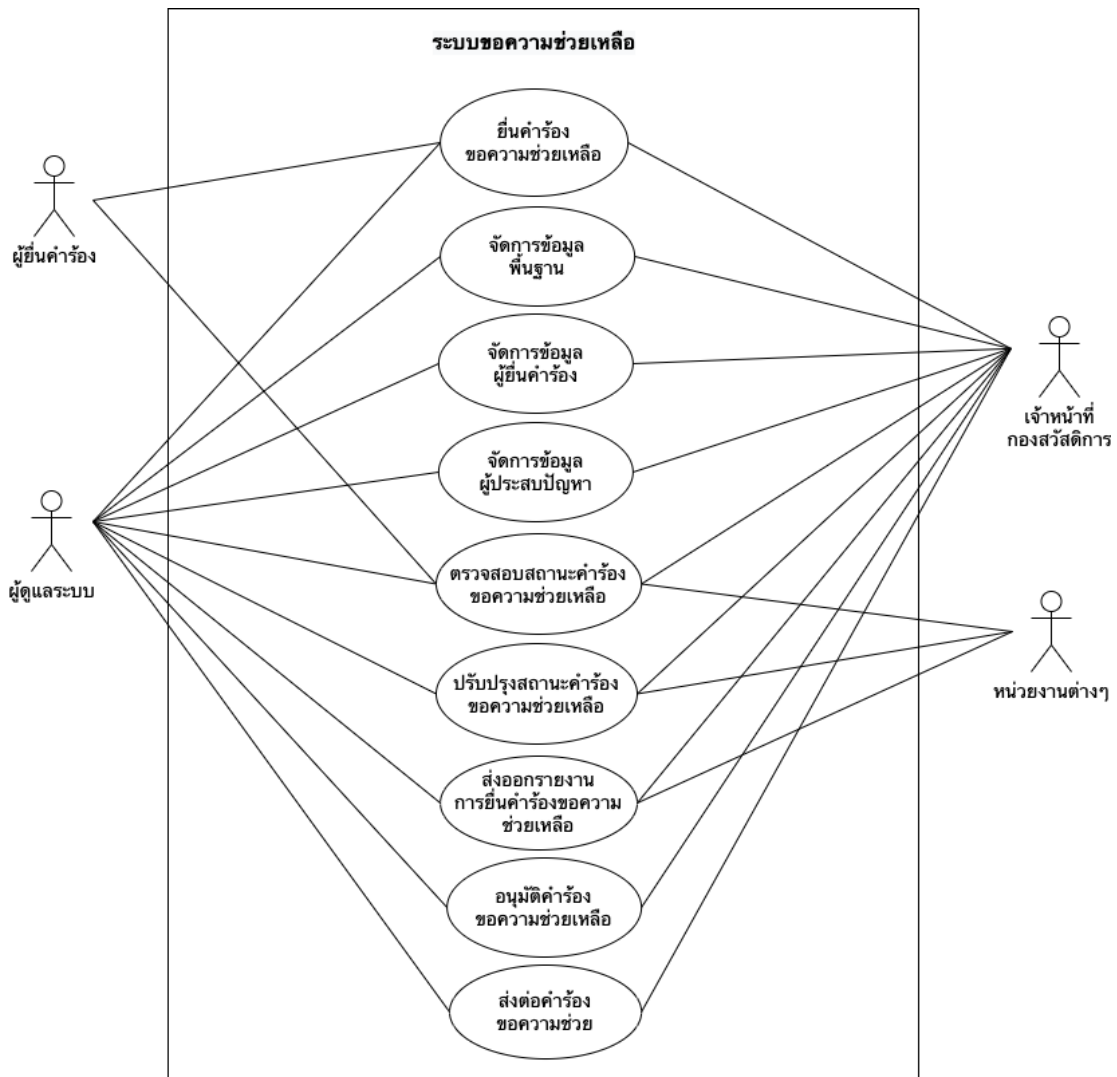 ระบบขอความช่วยเหลือ
ยื่นคำร้อง
ขอความช่วยเหลือ
ผู้ยื่นคำร้อง
จัดการข้อมูล
พื้นฐาน
จัดการข้อมูล
ผู้ยื่นคำร้อง
เจ้าหน้าที่
กองสวัสดิการ
จัดการข้อมูล
ผู้ประสบปัญหา
ผู้ดูแลระบบ
ตรวจสอบสถานะคำร้อง
ขอความช่วยเหลือ
ปรับปรุงสถานะคำร้อง
ขอความช่วยเหลือ
หน่วยงานต่างๆ
ส่งออกรายงาน
การยื่นคำร้องขอความ
ช่วยเหลือ
อนุมัติคำร้อง
ขอความช่วยเหลือ
ส่งต่อคำร้อง
ขอความช่วย